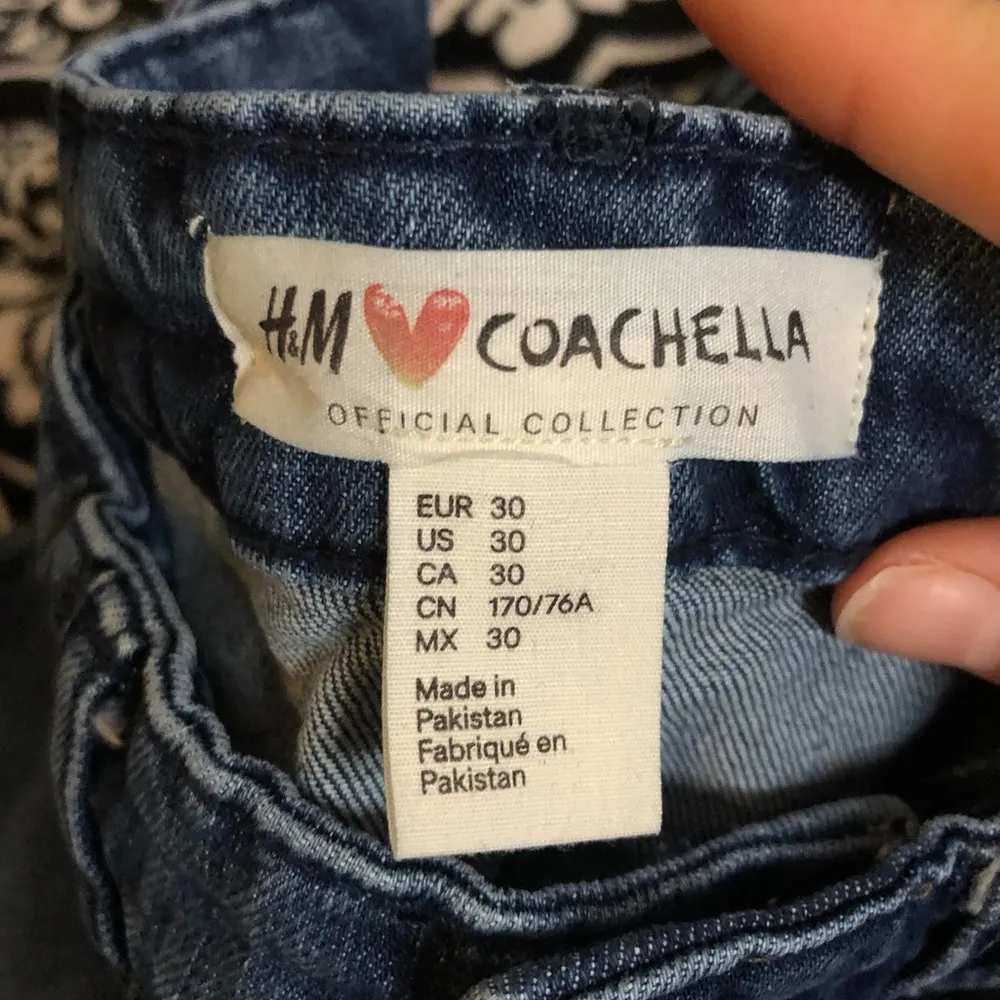 H&M COACHELLA
OFFICIAL COLLECTION
EUR 30
US 30
CA 30
CN 170/76A
MX 30
Made in
Pakistan
Fabriqué en
Pakistan